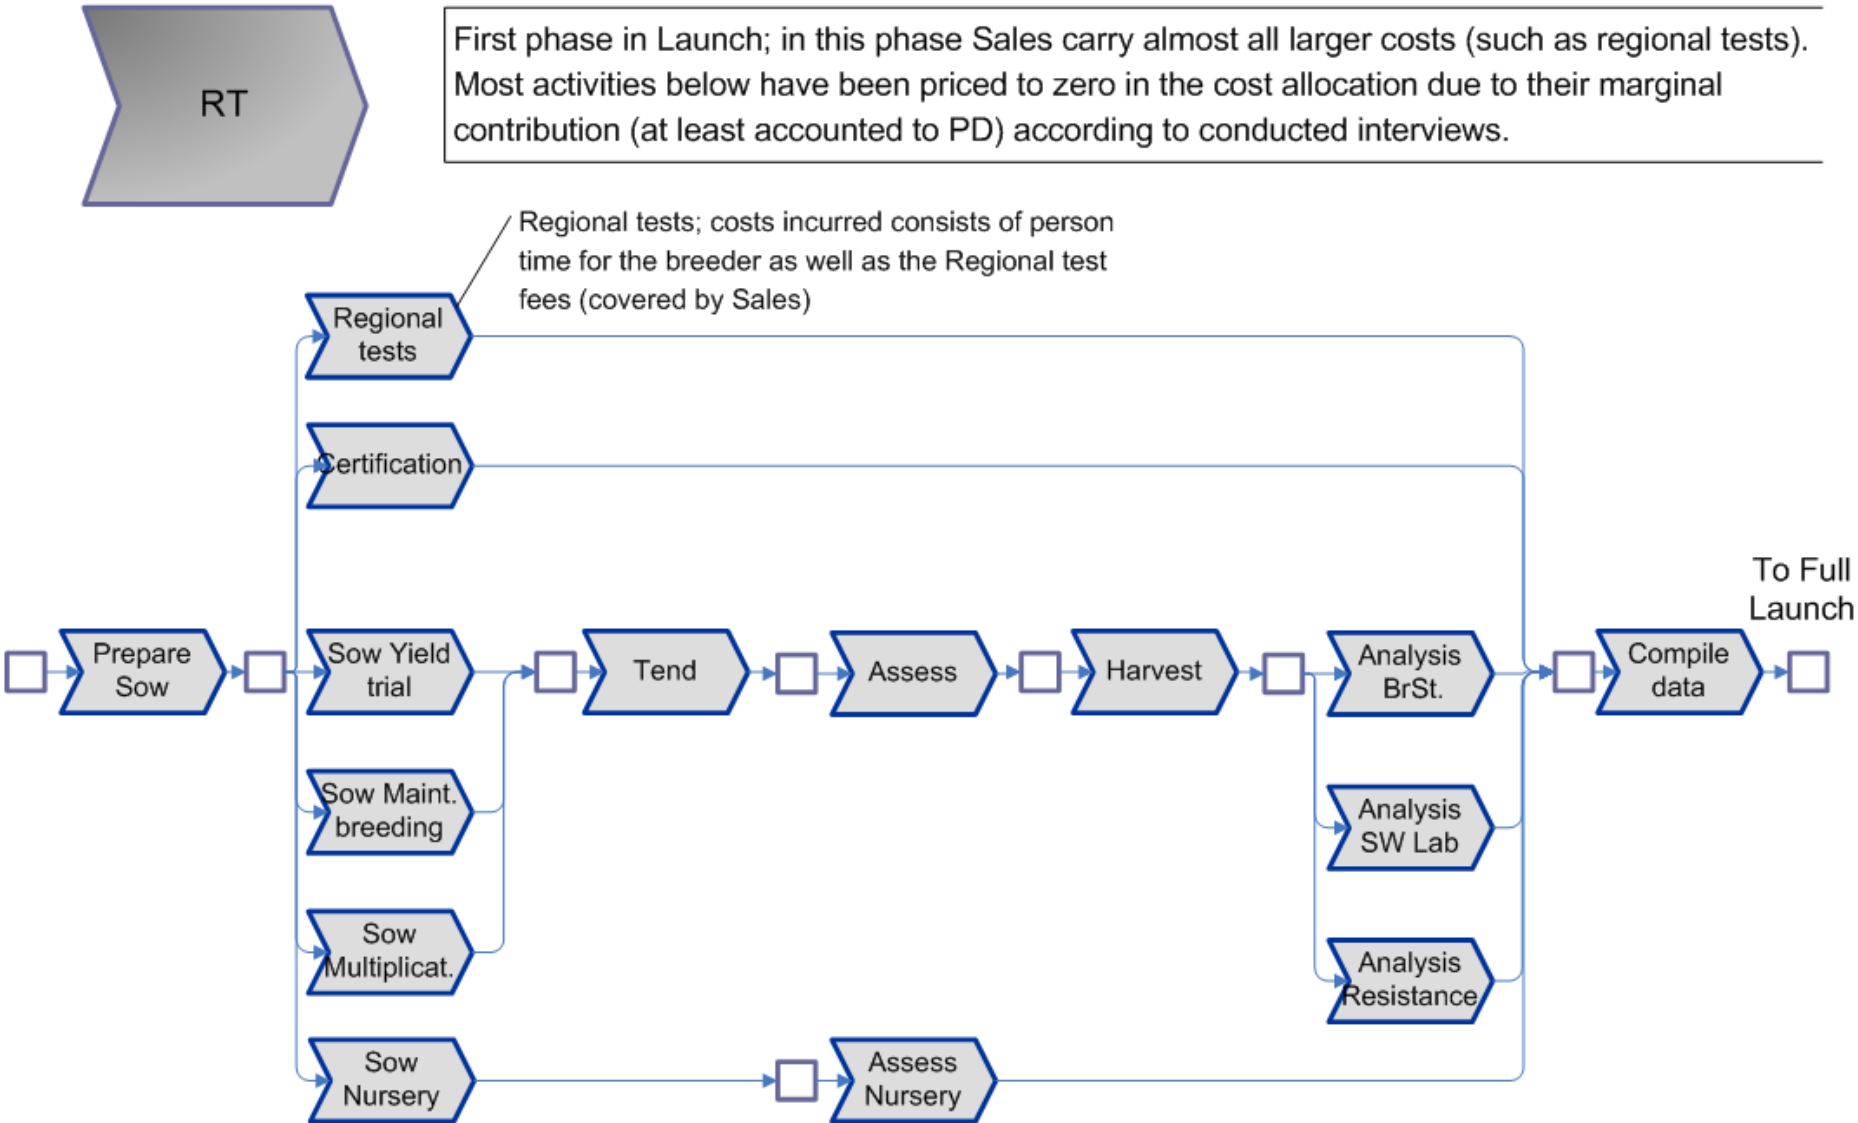 RT
First phase in Launch; in this phase Sales carry almost all larger costs (such as regional tests).
Most activities below have been priced to zero in the cost allocation due to their marginal
contribution (at least accounted to PD) according to conducted interviews.
Regional tests; costs incurred consists of person
time for the breeder as well as the Regional test
fees (covered by Sales)
Regional
tests
Certification
To Full
Launch
Prepare
Sow
Sow Yield
trial
Tend
Assess
Harvest
Analysis
BrSt.
Compile
data
Sow Maint.
breeding
Analysis
SW Lab
Sow
Multiplicat.
Analysis
Resistance
Sow
Nursery
Assess
Nursery